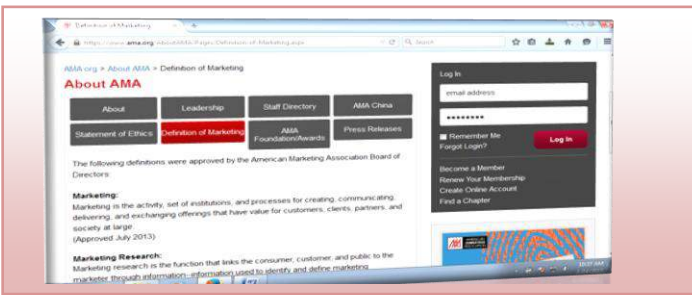 Definition of Marketing
https://www.ama.org/AboutAMA/Pages/Definition-of-Marketing.aspx
Search
AMA.org > About AMA > Definition of Marketing
About AMA
About
Leadership
Staff Directory
AMA China
Statement of Ethics
Definition of Marketing
AMA
Foundation/Awards
Press Releases
The following definitions were approved by the American Marketing Association Board of
Directors:
Marketing:
Marketing is the activity, set of institutions, and processes for creating, communicating,
delivering, and exchanging offerings that have value for customers, clients, partners, and
society at large.
(Approved July 2013)
Marketing Research:
Marketing research is the function that links the consumer, customer, and public to the
marketer through information--information used to identify and define marketing
Log In
email address
Remember Me
Forgot Login?
Log In
Become a Member
Renew Your Membership
Create Online Account
Find a Chapter
10:37 AM